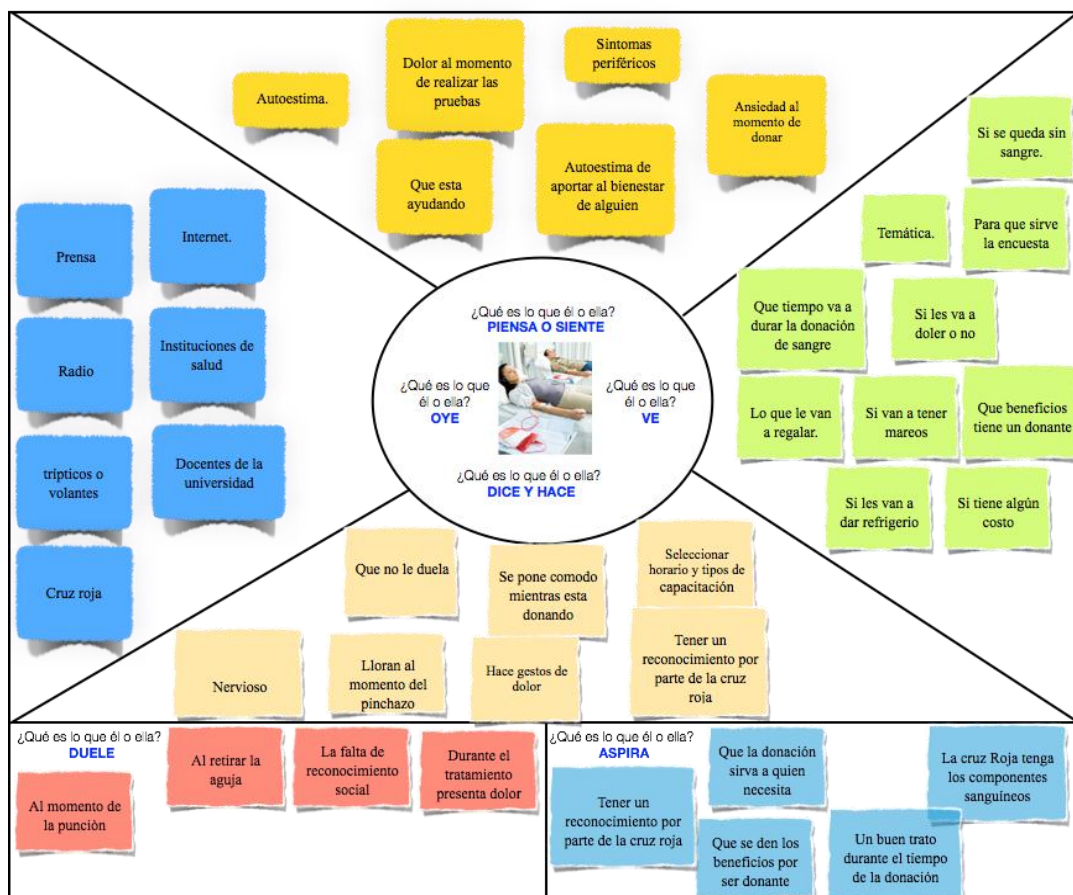 Autoestima.
Dolor al momento
de realizar las
pruebas
Síntomas
periféricos
Ansiedad al
momento de
donar
Que esta
ayudando
Autoestima de
aportar al bienestar
de alguien
Prensa
Internet.
Radio
Instituciones de
salud
trípticos o
volantes
Docentes de la
universidad
Cruz roja
¿Qué es lo que él o ella?
PIENSA O SIENTE
¿Qué es lo que
él o ella?
OYE
¿Qué es lo que
él o ella?
VE
¿Qué es lo que él o ella?
DICE Y HACE
Si se queda sin
sangre.
Temática.
Para que sirve
la encuesta
Que tiempo va a
durar la donación
de sangre
Si les va a
doler o no
Lo que le van
a regalar.
Si van a tener
mareos
Que beneficios
tiene un donante
Si les van a
dar refrigerio
Si tiene algún
costo
Que no le duela
Se pone comodo
mientras esta
donando
Seleccionar
horario y tipos de
capacitación
Nervioso
Lloran al
momento del
pinchazo
Hace gestos de
dolor
Tener un
reconocimiento por
parte de la cruz
roja
¿Qué es lo que él o ella?
DUELE
Al momento de
la punciòn
Al retirar la
aguja
La falta de
reconocimiento
social
Durante el
tratamiento
presenta dolor
¿Qué es lo que él o ella?
ASPIRA
Tener un
reconocimiento por
parte de la cruz roja
Que la donación
sirva a quien
necesita
Que se den los
beneficios por
ser donante
Un buen trato
durante el tiempo
de la donación
La cruz Roja tenga
los componentes
sanguíneos